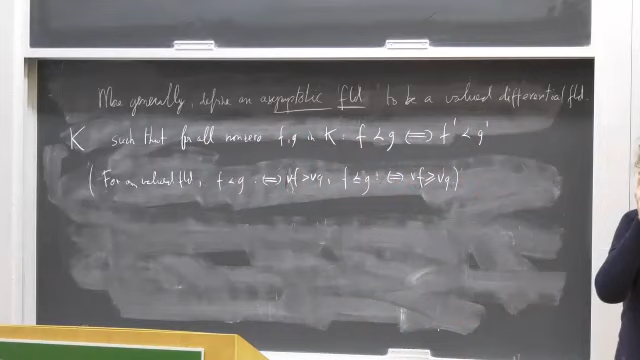 More generally, define an asymptotic fld to be a valued differential fld.
K such that for all nonzero f, g in K : f ≺ g ⟺ f' ≺ g'
(For any valued fld, f ≺ g :⟺ vf > vg, f ≼ g :⟺ vf ≥ vg)